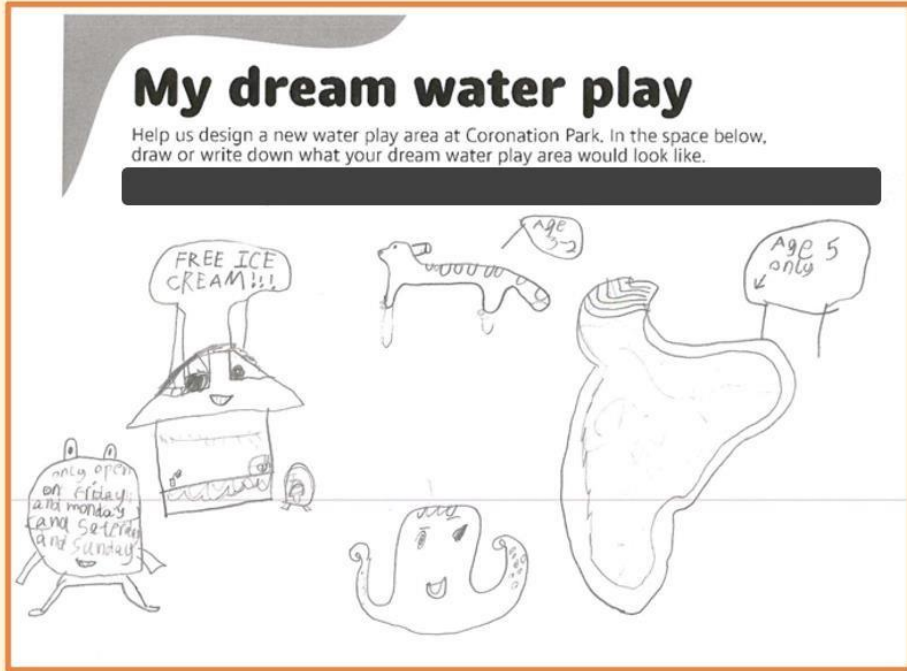 My dream water play
Help us design a new water play area at Coronation Park. In the space below,
draw or write down what your dream water play area would look like.
FREE ICE
CREAM!!!
Age
Age 5
only
only open
on Friday
and monday
and Saterday
and Sunday